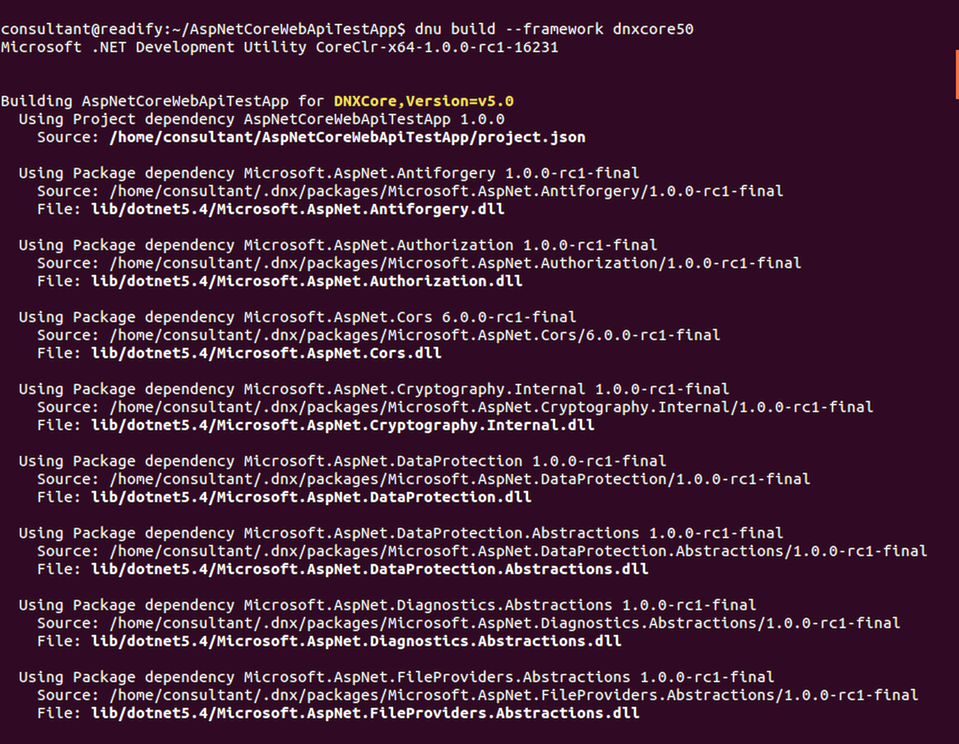 consultant@readify:~/AspNetCoreWebApiTestApp$ dnu build --framework dnxcore50
Microsoft .NET Development Utility CoreClr-x64-1.0.0-rc1-16231
Building AspNetCoreWebApiTestApp for DNXCore,Version=v5.0
Using Project dependency AspNetCoreWebApiTestApp 1.0.0
Source: /home/consultant/AspNetCoreWebApiTestApp/project.json
Using Package dependency Microsoft.AspNet.Antiforgery 1.0.0-rc1-final
Source: /home/consultant/.dnx/packages/Microsoft.AspNet.Antiforgery/1.0.0-rc1-final
File: lib/dotnet5.4/Microsoft.AspNet.Antiforgery.dll
Using Package dependency Microsoft.AspNet.Authorization 1.0.0-rc1-final
Source: /home/consultant/.dnx/packages/Microsoft.AspNet.Authorization/1.0.0-rc1-final
File: lib/dotnet5.4/Microsoft.AspNet.Authorization.dll
Using Package dependency Microsoft.AspNet.Cors 6.0.0-rc1-final
Source: /home/consultant/.dnx/packages/Microsoft.AspNet.Cors/6.0.0-rc1-final
File: lib/dotnet5.4/Microsoft.AspNet.Cors.dll
Using Package dependency Microsoft.AspNet.Cryptography.Internal 1.0.0-rc1-final
Source: /home/consultant/.dnx/packages/Microsoft.AspNet.Cryptography.Internal/1.0.0-rc1-final
File: lib/dotnet5.4/Microsoft.AspNet.Cryptography.Internal.dll
Using Package dependency Microsoft.AspNet.DataProtection 1.0.0-rc1-final
Source: /home/consultant/.dnx/packages/Microsoft.AspNet.DataProtection/1.0.0-rc1-final
File: lib/dotnet5.4/Microsoft.AspNet.DataProtection.dll
Using Package dependency Microsoft.AspNet.DataProtection.Abstractions 1.0.0-rc1-final
Source: /home/consultant/.dnx/packages/Microsoft.AspNet.DataProtection.Abstractions/1.0.0-rc1-final
File: lib/dotnet5.4/Microsoft.AspNet.DataProtection.Abstractions.dll
Using Package dependency Microsoft.AspNet.Diagnostics.Abstractions 1.0.0-rc1-final
Source: /home/consultant/.dnx/packages/Microsoft.AspNet.Diagnostics.Abstractions/1.0.0-rc1-final
File: lib/dotnet5.4/Microsoft.AspNet.Diagnostics.Abstractions.dll
Using Package dependency Microsoft.AspNet.FileProviders.Abstractions 1.0.0-rc1-final
Source: /home/consultant/.dnx/packages/Microsoft.AspNet.FileProviders.Abstractions/1.0.0-rc1-final
File: lib/dotnet5.4/Microsoft.AspNet.FileProviders.Abstractions.dll